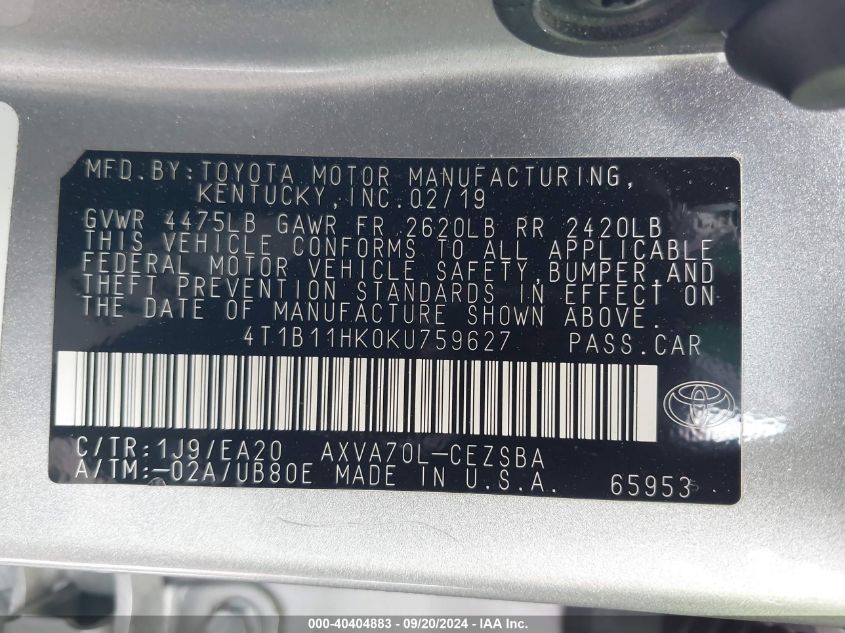 MFD.BY:TOYOTA MOTOR MANUFACTURING,
KENTUCKY,INC.02/19
GVWR 4475LB GAWR FR 2620LB RR 2420LB
THIS VEHICLE CONFORMS TO ALL APPLICABLE
FEDERAL MOTOR VEHICLE SAFETY,BUMPER,AND
THEFT PREVENTION STANDARDS IN EFFECT ON
THE DATE OF MANUFACTURE SHOWN ABOVE.
4T1B11HK0KU759627 PASS.CAR
C/TR:1J9/EA20 AXVA70L-CEZSBA
A/TM:-02A/UB80E MADE IN U.S.A. 65953
000-40404883 / 09/20/2024 / IAA Inc.